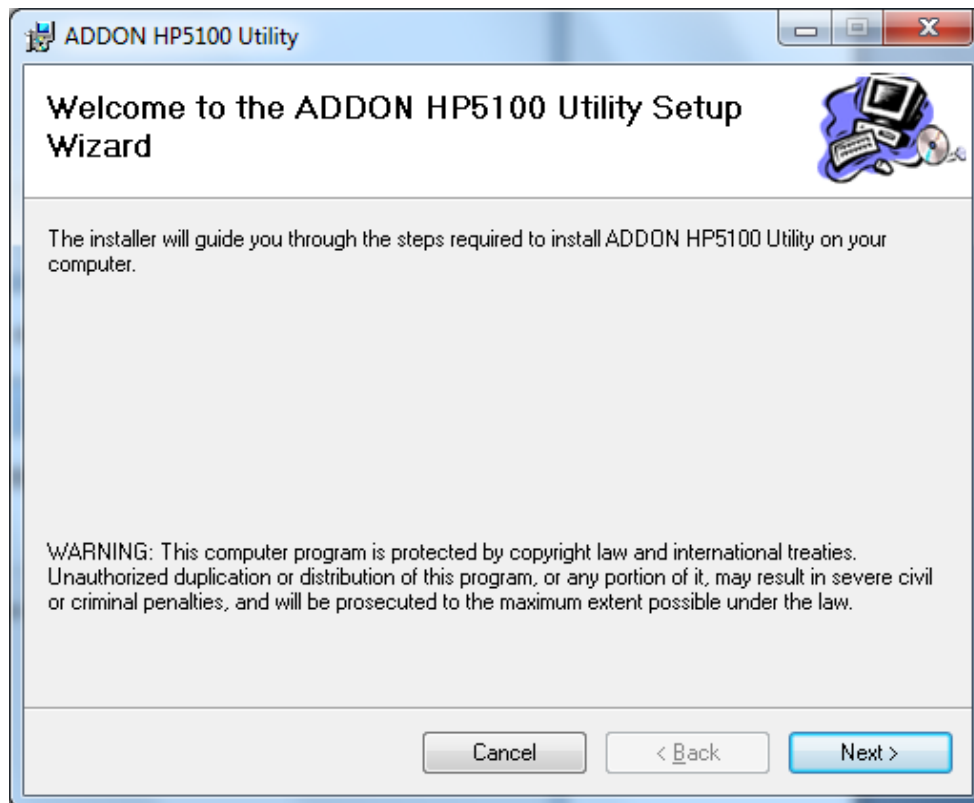 ADDON HP5100 Utility
Welcome to the ADDON HP5100 Utility Setup
Wizard
The installer will guide you through the steps required to install ADDON HP5100 Utility on your
computer.
WARNING: This computer program is protected by copyright law and international treaties.
Unauthorized duplication or distribution of this program, or any portion of it, may result in severe civil
or criminal penalties, and will be prosecuted to the maximum extent possible under the law.
Cancel
< Back
Next >